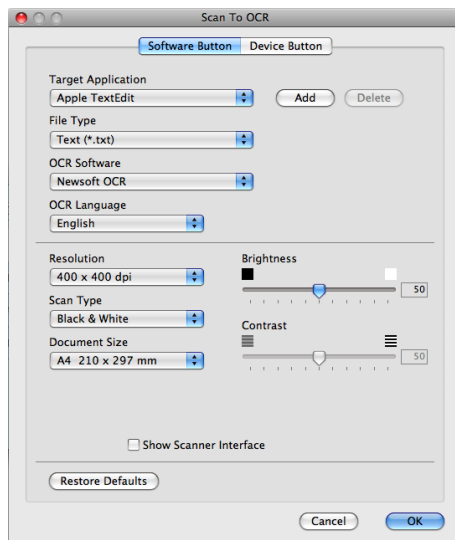 Scan To OCR
Software Button Device Button
Target Application
Apple TextEdit Add Delete
File Type
Text (*.txt)
OCR Software
Newsoft OCR
OCR Language
English
Resolution Brightness
400 x 400 dpi 50
Scan Type
Black & White Contrast
Document Size
A4 210 x 297 mm 50
Show Scanner Interface
Restore Defaults
Cancel OK